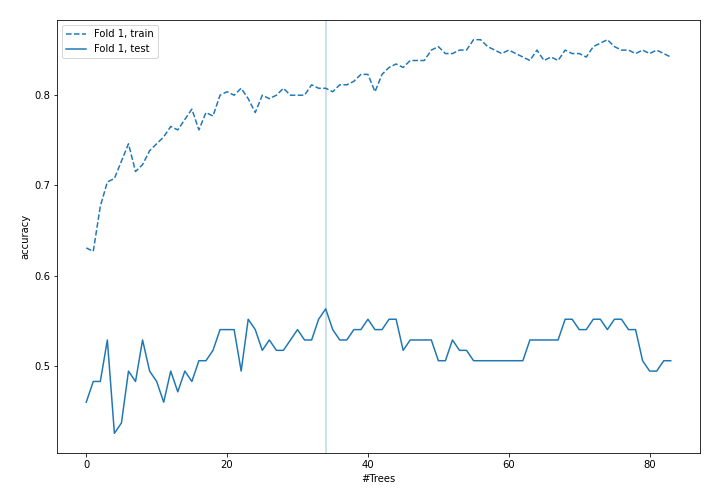 Fold 1, train
Fold 1, test
0.8
0.7
0.6
0.5
accuracy
0 20 40 60 80
#Trees